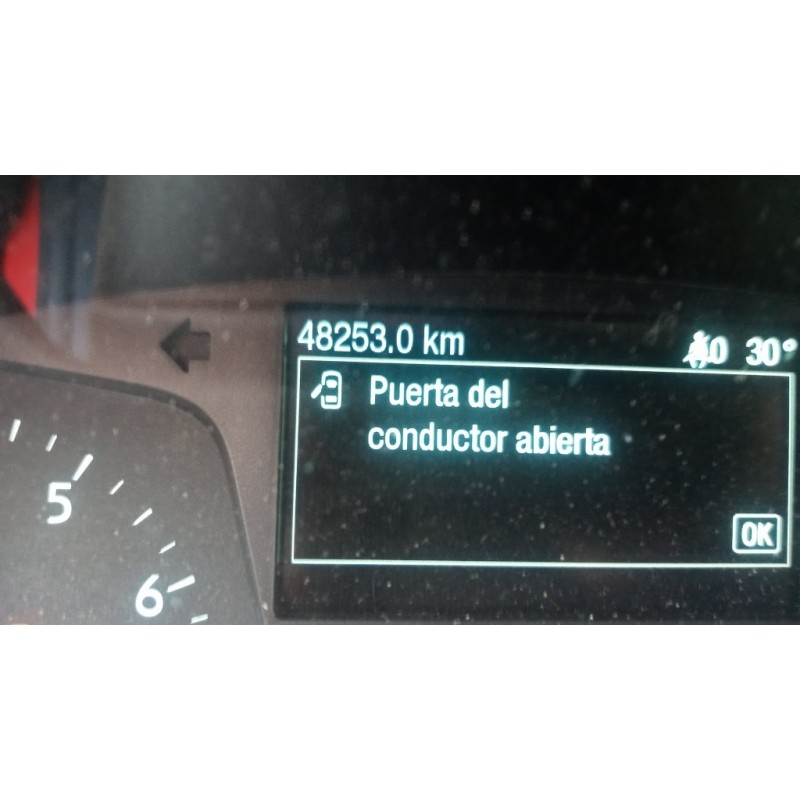 48253.0 km
30°
Puerta del
conductor abierta
OK
5
6